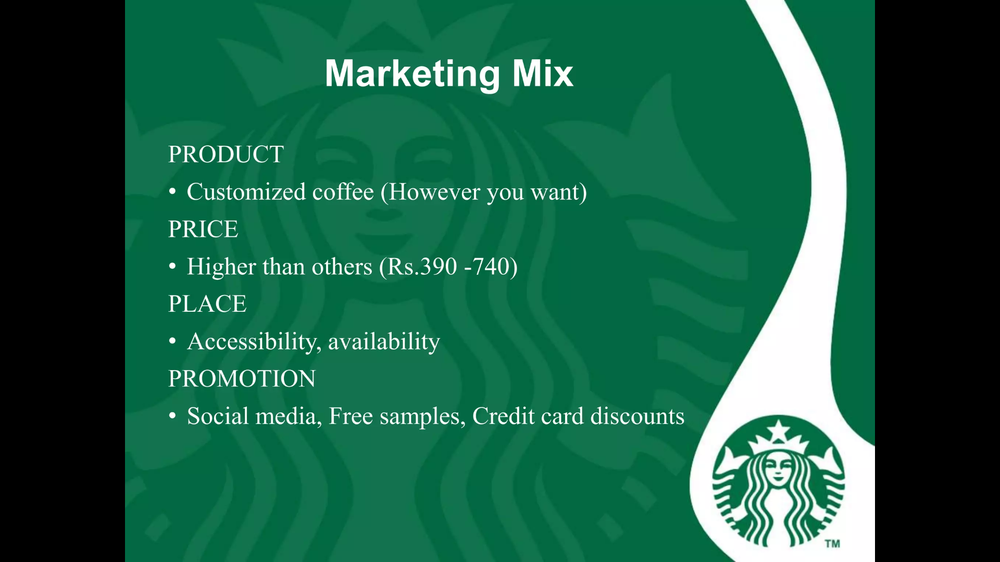 Marketing Mix
PRODUCT
• Customized coffee (However you want)
PRICE
• Higher than others (Rs.390 -740)
PLACE
• Accessibility, availability
PROMOTION
• Social media, Free samples, Credit card discounts
TM